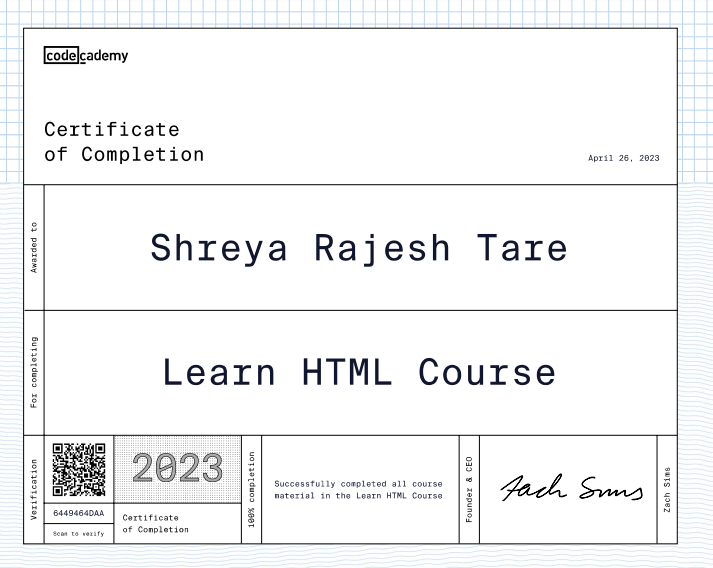 codecademy
Certificate
of Completion
April 26, 2023
Awarded to
Shreya Rajesh Tare
For completing
Learn HTML Course
Verification
6449464DAA
Scan to verify
2023
Certificate
of Completion
100% completion
Successfully completed all course
material in the Learn HTML Course
Founder & CEO
Zach Sims
Zach Sims